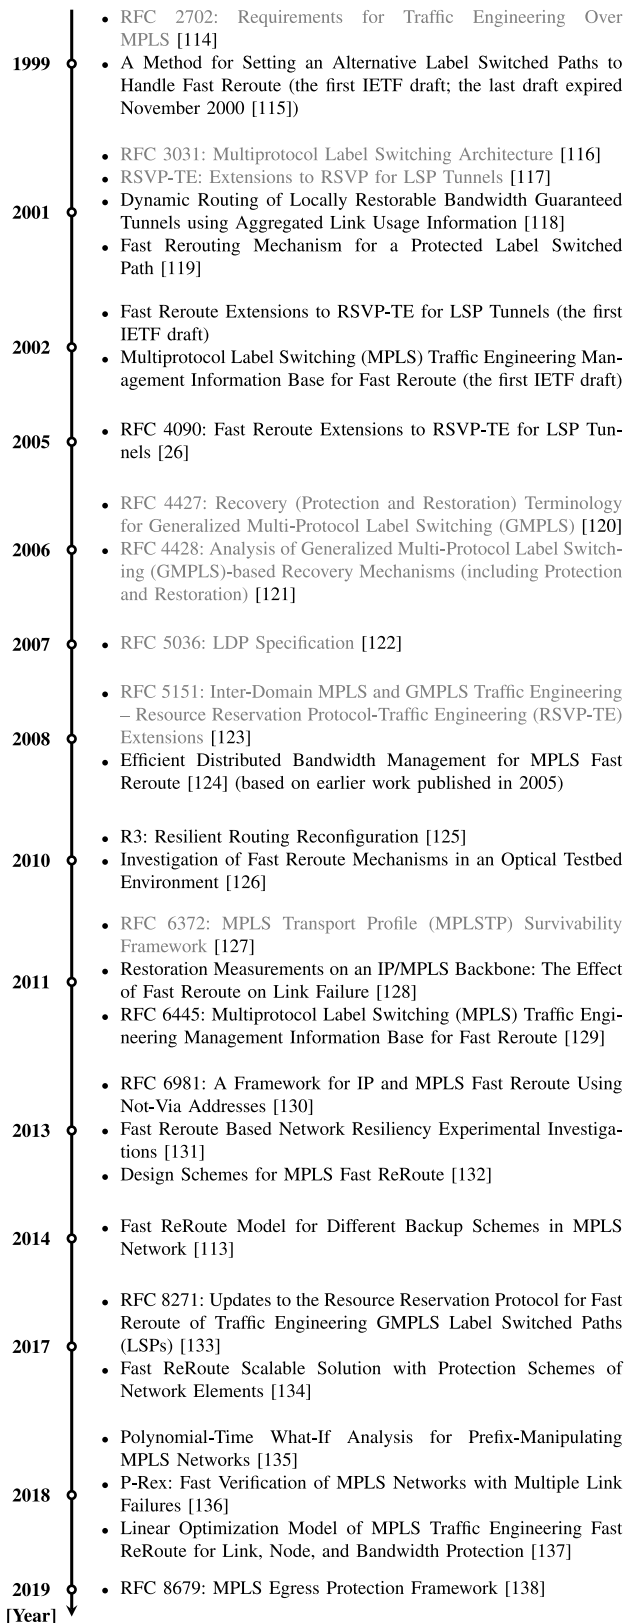 • RFC 2702: Requirements for Traffic Engineering Over
MPLS [114]
1999
• A Method for Setting an Alternative Label Switched Paths to
Handle Fast Reroute (the first IETF draft; the last draft expired
November 2000 [115])
• RFC 3031: Multiprotocol Label Switching Architecture [116]
• RSVP-TE: Extensions to RSVP for LSP Tunnels [117]
2001
• Dynamic Routing of Locally Restorable Bandwidth Guaranteed
Tunnels using Aggregated Link Usage Information [118]
• Fast Rerouting Mechanism for a Protected Label Switched
Path [119]
• Fast Reroute Extensions to RSVP-TE for LSP Tunnels (the first
IETF draft)
2002
• Multiprotocol Label Switching (MPLS) Traffic Engineering Man-
agement Information Base for Fast Reroute (the first IETF draft)
2005
• RFC 4090: Fast Reroute Extensions to RSVP-TE for LSP Tun-
nels [26]
• RFC 4427: Recovery (Protection and Restoration) Terminology
for Generalized Multi-Protocol Label Switching (GMPLS) [120]
2006
• RFC 4428: Analysis of Generalized Multi-Protocol Label Switch-
ing (GMPLS)-based Recovery Mechanisms (including Protection
and Restoration) [121]
2007
• RFC 5036: LDP Specification [122]
• RFC 5151: Inter-Domain MPLS and GMPLS Traffic Engineering
– Resource Reservation Protocol-Traffic Engineering (RSVP-TE)
Extensions [123]
2008
• Efficient Distributed Bandwidth Management for MPLS Fast
Reroute [124] (based on earlier work published in 2005)
• R3: Resilient Routing Reconfiguration [125]
2010
• Investigation of Fast Reroute Mechanisms in an Optical Testbed
Environment [126]
• RFC 6372: MPLS Transport Profile (MPLSTP) Survivability
Framework [127]
2011
• Restoration Measurements on an IP/MPLS Backbone: The Effect
of Fast Reroute on Link Failure [128]
• RFC 6445: Multiprotocol Label Switching (MPLS) Traffic Engi-
neering Management Information Base for Fast Reroute [129]
• RFC 6981: A Framework for IP and MPLS Fast Reroute Using
Not-Via Addresses [130]
2013
• Fast Reroute Based Network Resiliency Experimental Investiga-
tions [131]
• Design Schemes for MPLS Fast ReRoute [132]
2014
• Fast ReRoute Model for Different Backup Schemes in MPLS
Network [113]
• RFC 8271: Updates to the Resource Reservation Protocol for Fast
Reroute of Traffic Engineering GMPLS Label Switched Paths
(LSPs) [133]
2017
• Fast ReRoute Scalable Solution with Protection Schemes of
Network Elements [134]
• Polynomial-Time What-If Analysis for Prefix-Manipulating
MPLS Networks [135]
2018
• P-Rex: Fast Verification of MPLS Networks with Multiple Link
Failures [136]
• Linear Optimization Model of MPLS Traffic Engineering Fast
ReRoute for Link, Node, and Bandwidth Protection [137]
2019
• RFC 8679: MPLS Egress Protection Framework [138]
[Year]